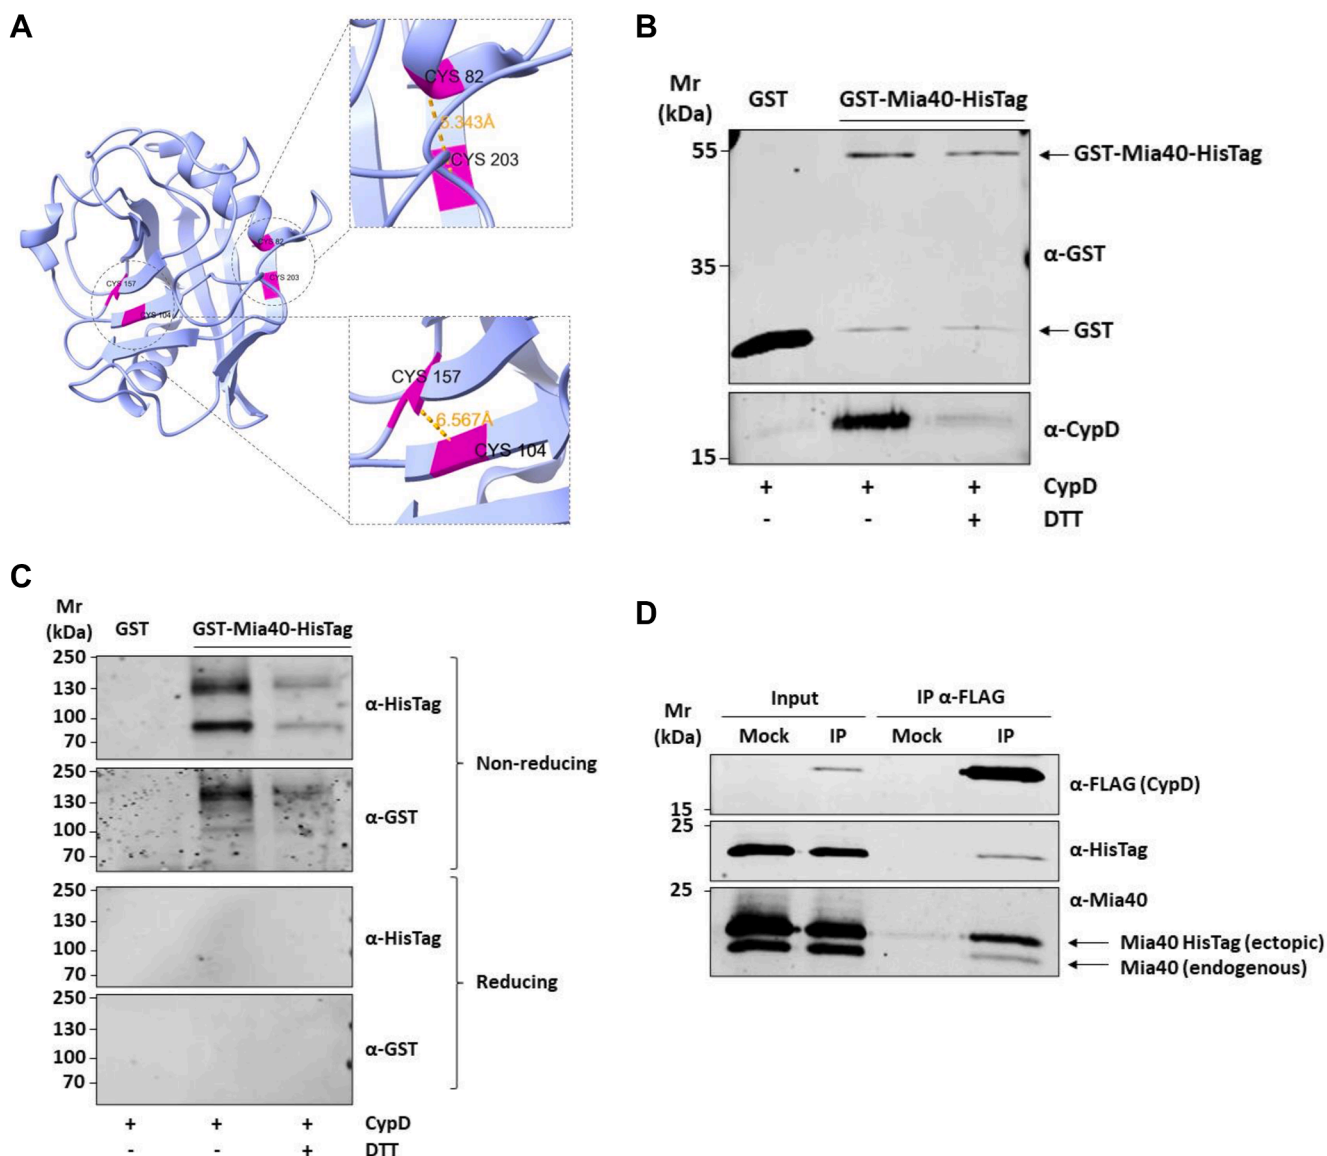 A
CYS 82
5.343Å
CYS 203
CYS 82
CYS 203
CYS 157
CYS 104
CYS 157
6.567Å
CYS 104
B
Mr
(kDa)
GST
GST-Mia40-HisTag
55
GST-Mia40-HisTag
α-GST
35
GST
α-CypD
15
+ + + CypD
- - + DTT
C
Mr
(kDa)
GST
GST-Mia40-HisTag
250
130
100
70
α-HisTag
250
130
100
70
α-GST
Non-reducing
250
130
100
70
α-HisTag
250
130
100
70
α-GST
Reducing
+ + + CypD
- - + DTT
D
Mr
(kDa)
Input
IP α-FLAG
Mock IP Mock IP
α-FLAG (CypD)
15
25
α-HisTag
25
α-Mia40
Mia40 HisTag (ectopic)
Mia40 (endogenous)